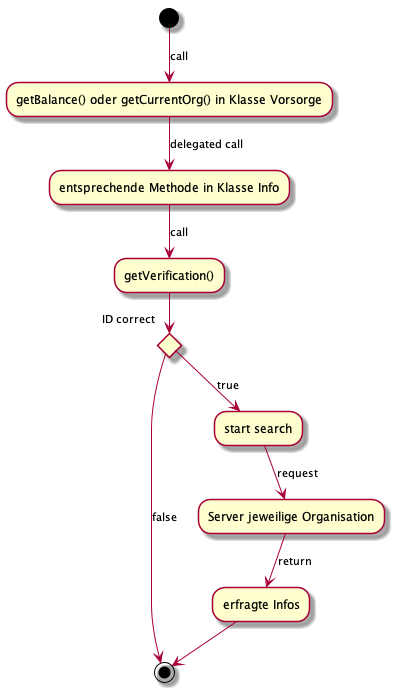 call
getBalance() oder getCurrentOrg() in Klasse Vorsorge
delegated call
entsprechende Methode in Klasse Info
call
getVerification()
ID correct
true
start search
request
false
Server jeweilige Organisation
return
erfragte Infos